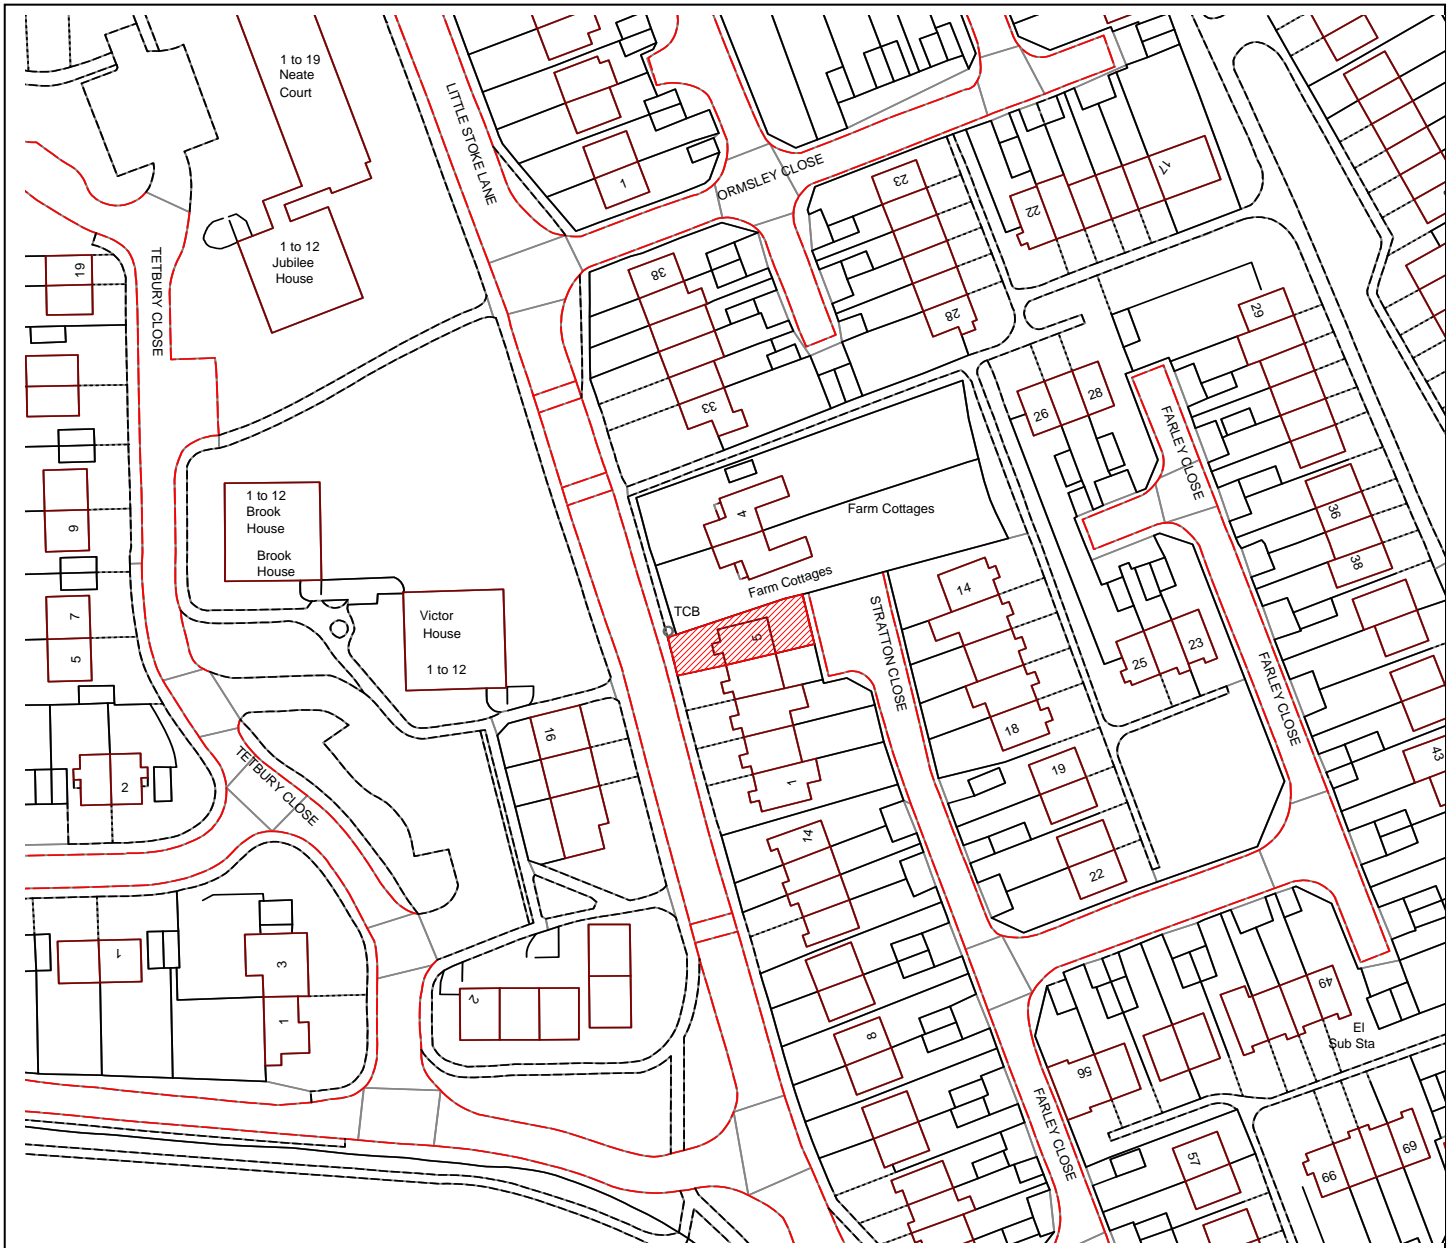 1 to 19
Neate
Court
LITTLE STOKE LANE
1
ORMSLEY CLOSE
23
17
22
1 to 12
Jubilee
House
19
TETBURY CLOSE
38
28
29
33
26
28
FARLEY CLOSE
4
Farm Cottages
1 to 12
Brook
House
Brook
House
9
36
38
Farm Cottages
TCB
14
STRATTON CLOSE
5
7
5
Victor
House
1 to 12
25
23
FARLEY CLOSE
16
18
43
TETBURY CLOSE
2
1
19
74
22
1
3
2
1
49
El
Sub Sta
8
56
FARLEY CLOSE
57
66
69